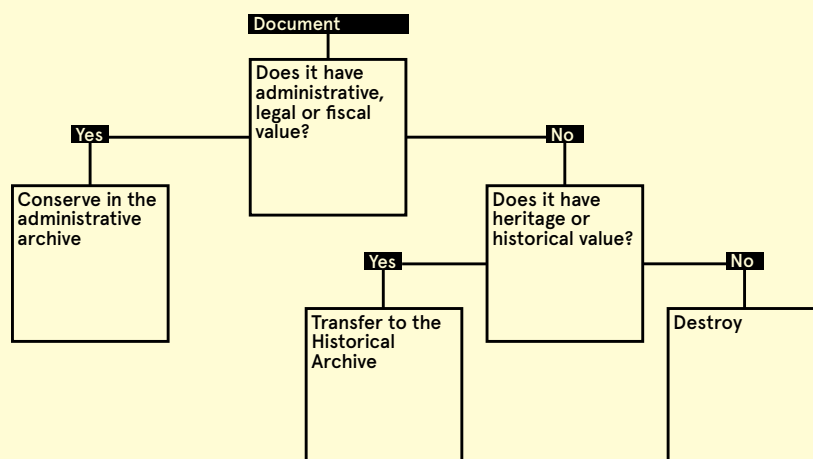 Document
Does it have
administrative,
legal or fiscal
value?
Yes
No
Conserve in the
administrative
archive
Does it have
heritage or
historical value?
Yes
No
Transfer to the
Historical
Archive
Destroy